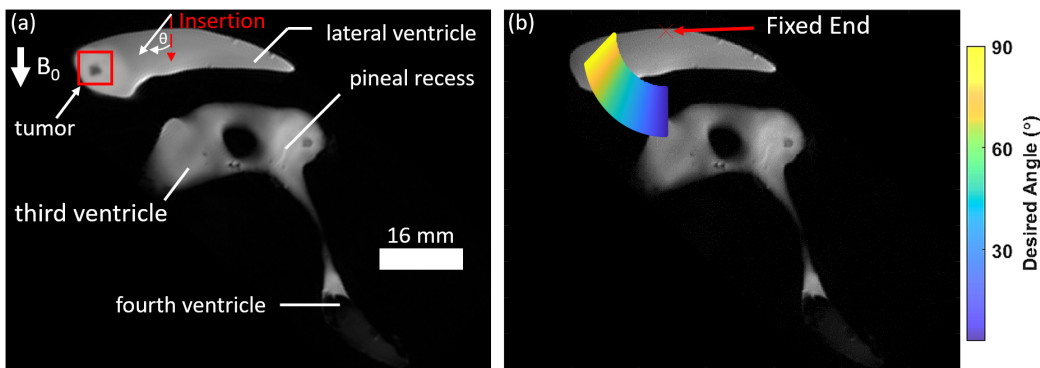 (a)
Insertion
θ
lateral ventricle
B0
pineal recess
tumor
third ventricle
16 mm
fourth ventricle
(b)
Fixed End
90
60
30
Desired Angle (°)